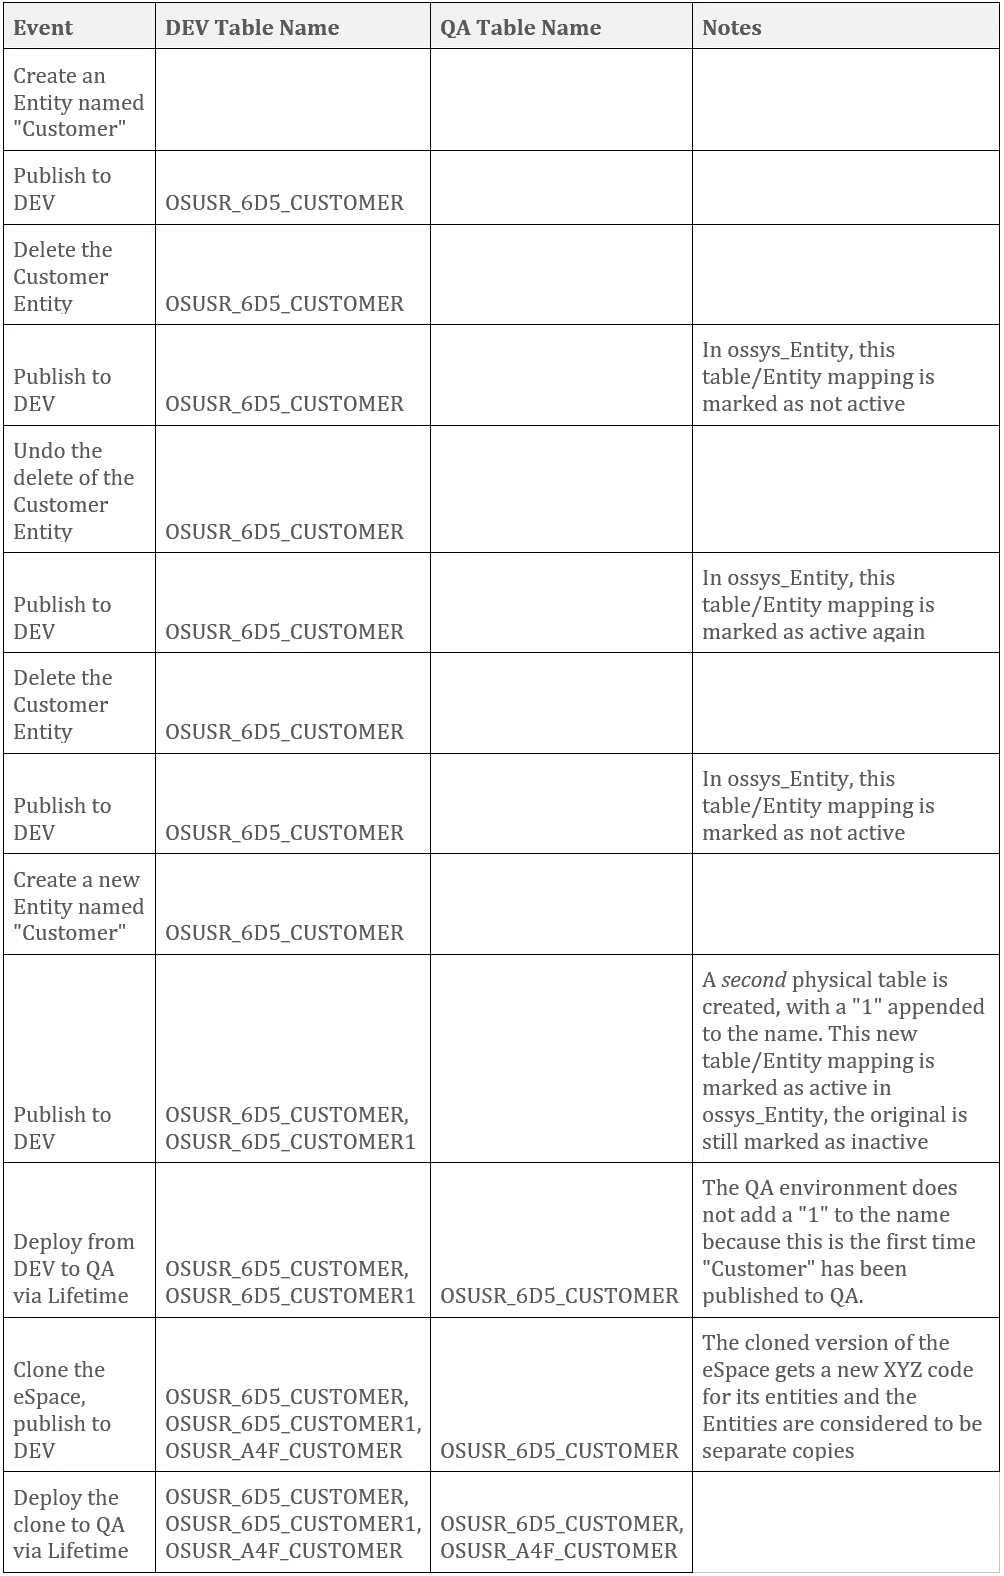 Event DEV Table Name QA Table Name Notes
Create an
Entity named
"Customer"
Publish to
DEV OSUSR_6D5_CUSTOMER
Delete the
Customer
Entity OSUSR_6D5_CUSTOMER
In ossys_Entity, this
Publish to table/Entity mapping is
DEV OSUSR_6D5_CUSTOMER marked as not active
Undo the
delete of the
Customer
Entity OSUSR_6D5_CUSTOMER
In ossys_Entity, this
Publish to table/Entity mapping is
DEV OSUSR_6D5_CUSTOMER marked as active again
Delete the
Customer
Entity OSUSR_6D5_CUSTOMER
In ossys_Entity, this
Publish to table/Entity mapping is
DEV OSUSR_6D5_CUSTOMER marked as not active
Create a new
Entity named
"Customer" OSUSR_6D5_CUSTOMER
A second physical table is
created, with a "1" appended
to the name. This new
table/Entity mapping is
marked as active in
Publish to OSUSR_6D5_CUSTOMER, ossys_Entity, the original is
DEV OSUSR_6D5_CUSTOMER1 still marked as inactive
The QA environment does
not add a "1" to the name
Deploy from because this is the first time
DEV to QA OSUSR_6D5_CUSTOMER, "Customer" has been
via Lifetime OSUSR_6D5_CUSTOMER1 OSUSR_6D5_CUSTOMER published to QA.
The cloned version of the
Clone the eSpace gets a new XYZ code
eSpace, OSUSR_6D5_CUSTOMER, for its entities and the
publish to OSUSR_6D5_CUSTOMER1, Entities are considered to be
DEV OSUSR_A4F_CUSTOMER OSUSR_6D5_CUSTOMER separate copies
Deploy the OSUSR_6D5_CUSTOMER,
clone to QA OSUSR_6D5_CUSTOMER1, OSUSR_6D5_CUSTOMER,
via Lifetime OSUSR_A4F_CUSTOMER OSUSR_A4F_CUSTOMER